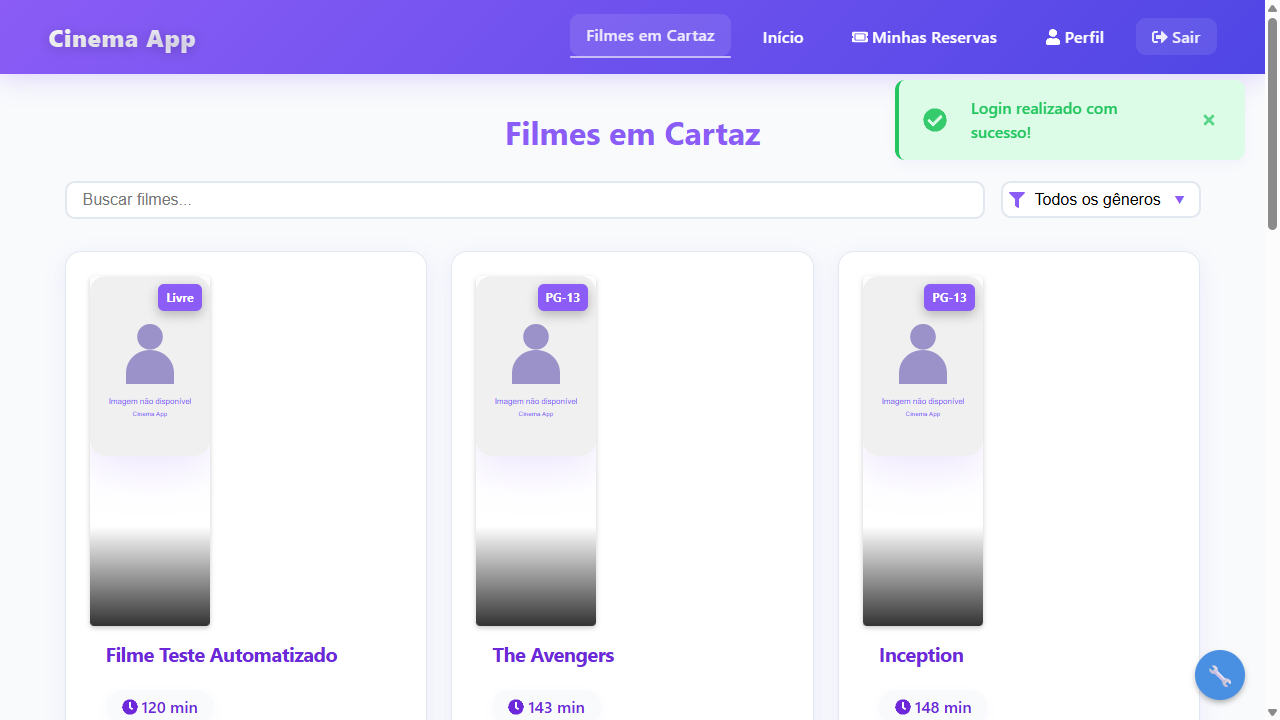 Cinema App
Filmes em Cartaz
Início
Minhas Reservas
Perfil
Sair
Login realizado com
sucesso!
Filmes em Cartaz
Buscar filmes...
Todos os gêneros
Livre
Imagem não disponível
Cinema App
Filme Teste Automatizado
120 min
PG-13
Imagem não disponível
Cinema App
The Avengers
143 min
PG-13
Imagem não disponível
Cinema App
Inception
148 min